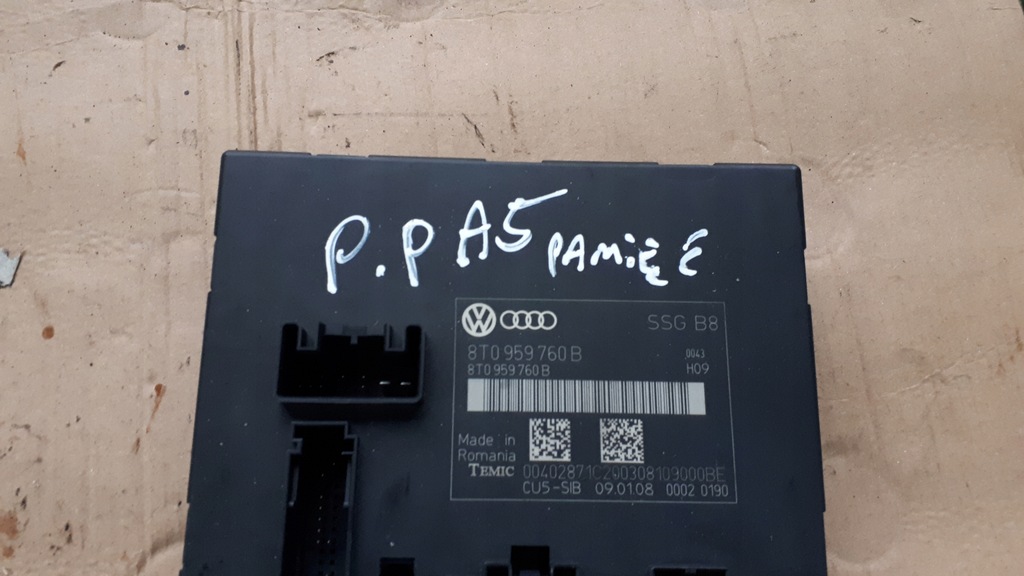 P.P A5 PAMIĘĆ
SSG B8
8T0 959 760 B
0043
8T0 959 760 B
H09
Made in
Romania
TEMIC
00402871C290308109000BE
CU5-SIB 09.01.08 0002 0190